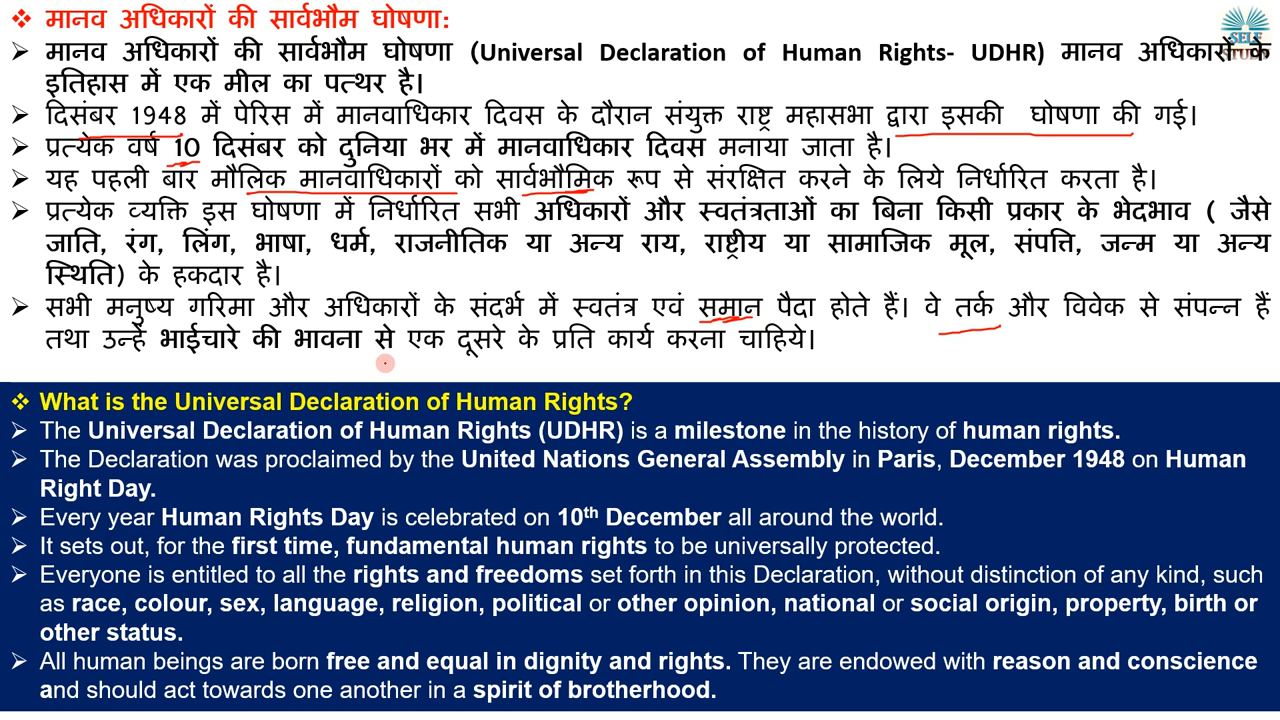 ❖ मानव अधिकारों की सार्वभौम घोषणा:
➢ मानव अधिकारों की सार्वभौम घोषणा (Universal Declaration of Human Rights- UDHR) मानव अधिकारों के
इतिहास में एक मील का पत्थर है।
➢ दिसंबर 1948 में पेरिस में मानवाधिकार दिवस के दौरान संयुक्त राष्ट्र महासभा द्वारा इसकी घोषणा की गई।
➢ प्रत्येक वर्ष 10 दिसंबर को दुनिया भर में मानवाधिकार दिवस मनाया जाता है।
➢ यह पहली बार मौलिक मानवाधिकारों को सार्वभौमिक रूप से संरक्षित करने के लिये निर्धारित करता है।
➢ प्रत्येक व्यक्ति इस घोषणा में निर्धारित सभी अधिकारों और स्वतंत्रताओं का बिना किसी प्रकार के भेदभाव ( जैसे
जाति, रंग, लिंग, भाषा, धर्म, राजनीतिक या अन्य राय, राष्ट्रीय या सामाजिक मूल, संपत्ति, जन्म या अन्य
स्थिति) के हकदार है।
➢ सभी मनुष्य गरिमा और अधिकारों के संदर्भ में स्वतंत्र एवं समान पैदा होते हैं। वे तर्क और विवेक से संपन्न हैं
तथा उन्हें भाईचारे की भावना से एक दूसरे के प्रति कार्य करना चाहिये।
SELF STUDY
❖ What is the Universal Declaration of Human Rights?
➢ The Universal Declaration of Human Rights (UDHR) is a milestone in the history of human rights.
➢ The Declaration was proclaimed by the United Nations General Assembly in Paris, December 1948 on Human
Right Day.
➢ Every year Human Rights Day is celebrated on 10th December all around the world.
➢ It sets out, for the first time, fundamental human rights to be universally protected.
➢ Everyone is entitled to all the rights and freedoms set forth in this Declaration, without distinction of any kind, such
as race, colour, sex, language, religion, political or other opinion, national or social origin, property, birth or
other status.
➢ All human beings are born free and equal in dignity and rights. They are endowed with reason and conscience
and should act towards one another in a spirit of brotherhood.